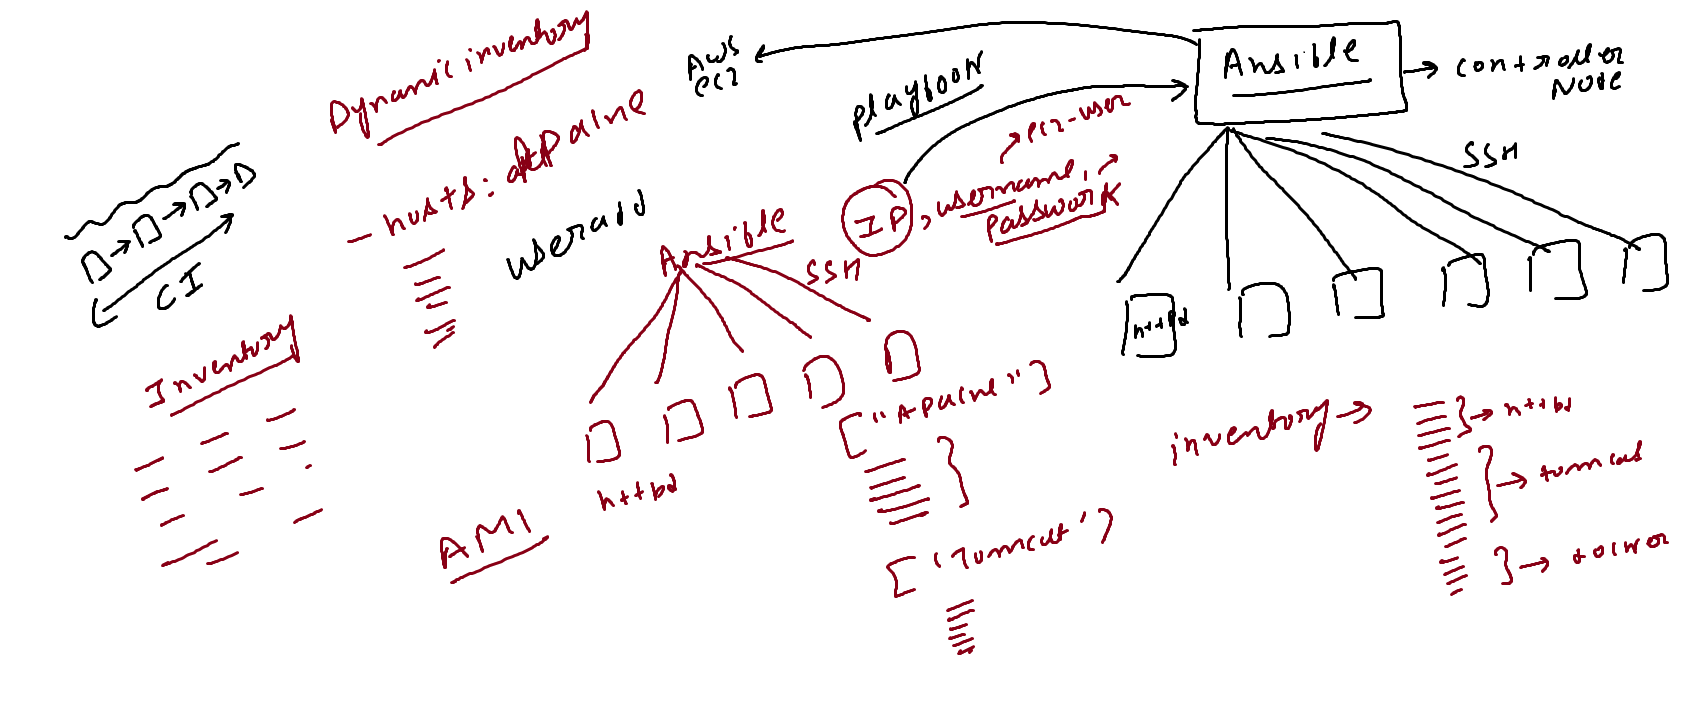 Dynamic inventory
AWS
EC2
playbook
Ansible
controller
Node
- hosts: apache
→ ec2-user
SSH
IP, username,
Password
useradd
Ansible
SSH
CI
httpd
Inventory
["Apache"]
httpd
inventory →
→ httpd
→ tomcat
AMI
['Tomcat']
→ docker